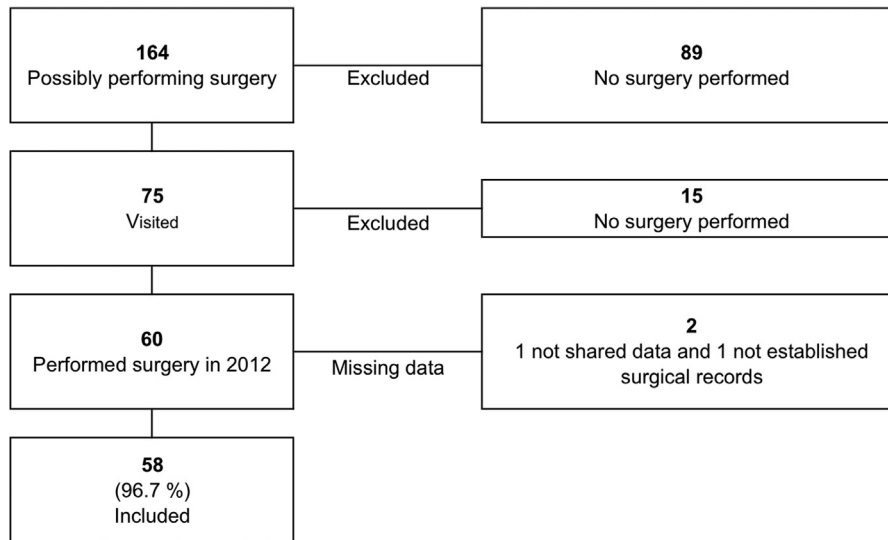 164
Possibly performing surgery
Excluded
89
No surgery performed
75
Visited
Excluded
15
No surgery performed
60
Performed surgery in 2012
Missing data
2
1 not shared data and 1 not established
surgical records
58
(96.7 %)
Included